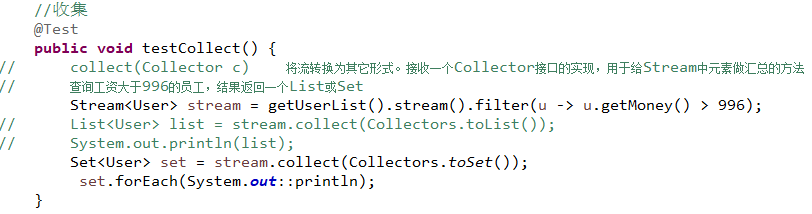 //收集
@Test
public void testCollect() {
// collect(Collector c) 将流转换为其它形式。接收一个Collector接口的实现，用于给Stream中元素做汇总的方法
// 查询工资大于996的员工，结果返回一个List或Set
Stream<User> stream = getUserList().stream().filter(u -> u.getMoney() > 996);
// List<User> list = stream.collect(Collectors.toList());
// System.out.println(list);
Set<User> set = stream.collect(Collectors.toSet());
set.forEach(System.out::println);
}